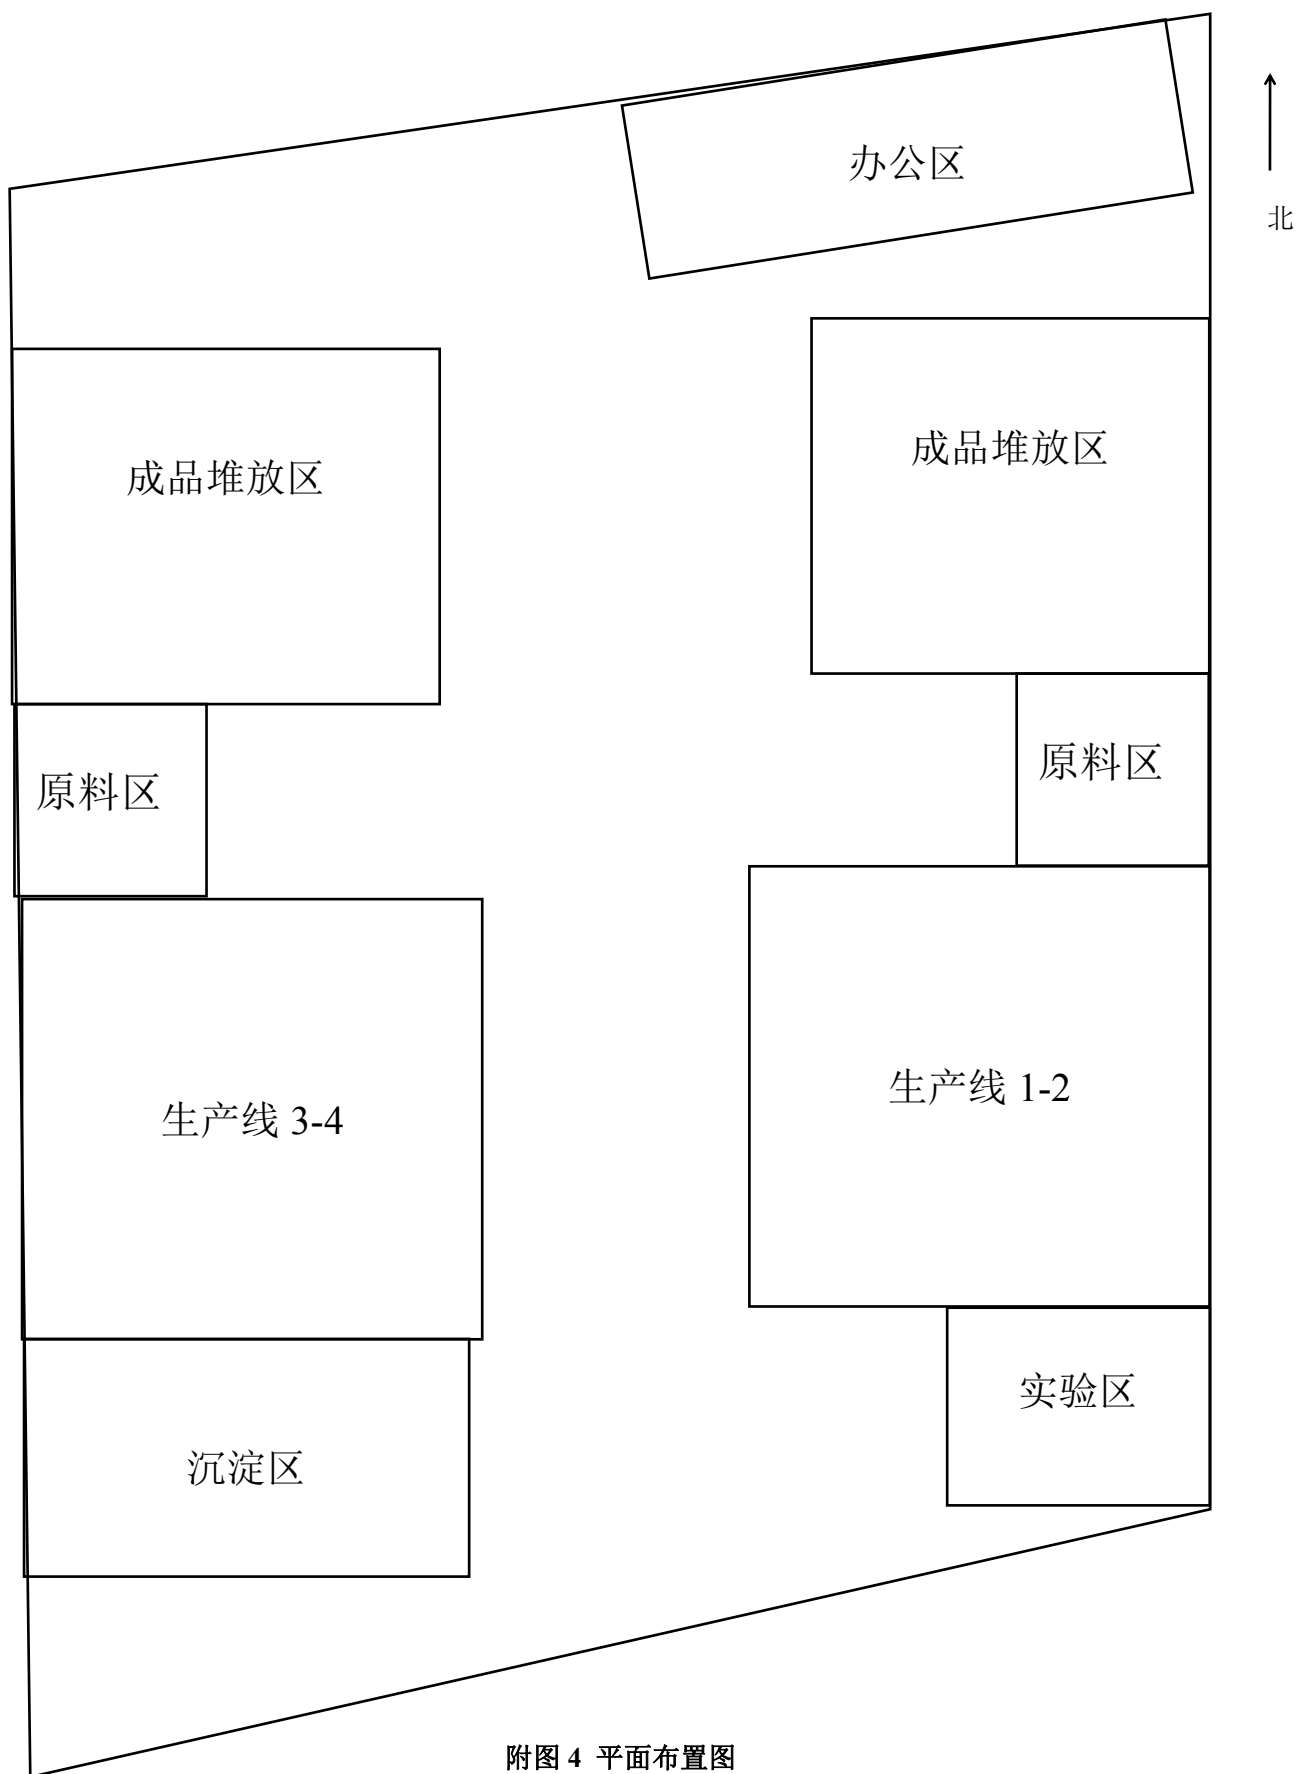 办公区
北
成品堆放区
成品堆放区
原料区
原料区
生产线 1-2
生产线 3-4
实验区
沉淀区
附图 4 平面布置图